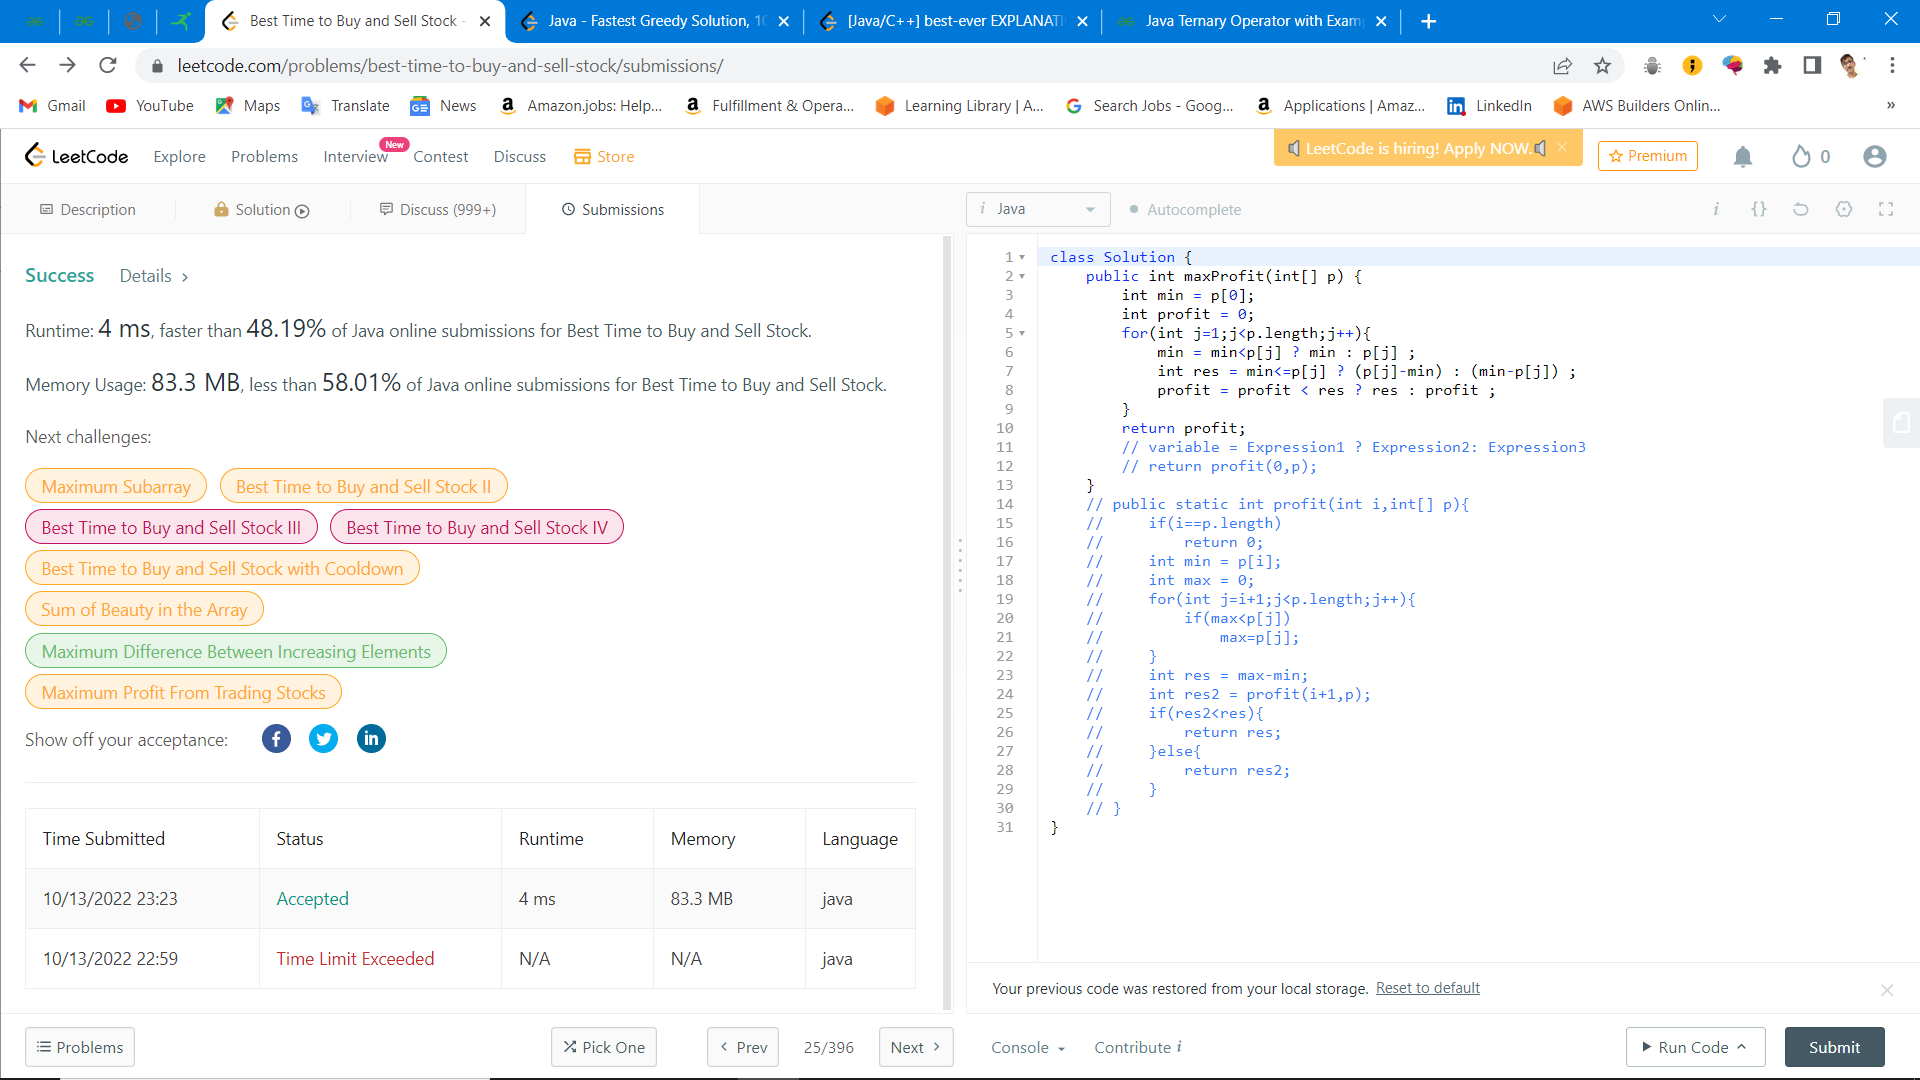 Best Time to Buy and Sell Stock -
Java - Fastest Greedy Solution, 10
[Java/C++] best-ever EXPLANATI
Java Ternary Operator with Examp
leetcode.com/problems/best-time-to-buy-and-sell-stock/submissions/
Gmail
YouTube
Maps
Translate
News
Amazon.jobs: Help...
Fulfillment & Opera...
Learning Library | A...
Search Jobs - Goog...
Applications | Amaz...
LinkedIn
AWS Builders Onlin...
»
LeetCode
Explore
Problems
Interview
New
Contest
Discuss
Store
LeetCode is hiring! Apply NOW.
Premium
0
Description
Solution
Discuss (999+)
Submissions
i Java
Autocomplete
i {}
Success Details >
Runtime: 4 ms, faster than 48.19% of Java online submissions for Best Time to Buy and Sell Stock.
Memory Usage: 83.3 MB, less than 58.01% of Java online submissions for Best Time to Buy and Sell Stock.
Next challenges:
Maximum Subarray
Best Time to Buy and Sell Stock II
Best Time to Buy and Sell Stock III
Best Time to Buy and Sell Stock IV
Best Time to Buy and Sell Stock with Cooldown
Sum of Beauty in the Array
Maximum Difference Between Increasing Elements
Maximum Profit From Trading Stocks
Show off your acceptance:
Time Submitted Status Runtime Memory Language
10/13/2022 23:23 Accepted 4 ms 83.3 MB java
10/13/2022 22:59 Time Limit Exceeded N/A N/A java
1 class Solution {
2 public int maxProfit(int[] p) {
3 int min = p[0];
4 int profit = 0;
5 for(int j=1;j<p.length;j++){
6 min = min<p[j] ? min : p[j] ;
7 int res = min<=p[j] ? (p[j]-min) : (min-p[j]) ;
8 profit = profit < res ? res : profit ;
9 }
10 return profit;
11 // variable = Expression1 ? Expression2: Expression3
12 // return profit(0,p);
13 }
14 // public static int profit(int i,int[] p){
15 // if(i==p.length)
16 // return 0;
17 // int min = p[i];
18 // int max = 0;
19 // for(int j=i+1;j<p.length;j++){
20 // if(max<p[j])
21 // max=p[j];
22 // }
23 // int res = max-min;
24 // int res2 = profit(i+1,p);
25 // if(res2<res){
26 // return res;
27 // }else{
28 // return res2;
29 // }
30 // }
31 }
Your previous code was restored from your local storage. Reset to default
Problems
Pick One
Prev
25/396
Next
Console
Contribute i
Run Code
Submit